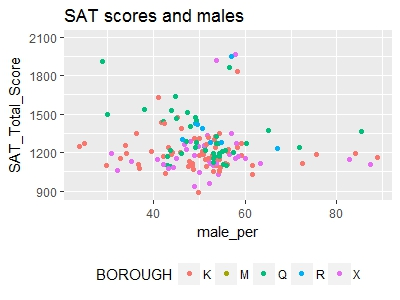 SAT scores and males
2100
1800
1500
1200
900
SAT_Total_Score
40 60 80
male_per
BOROUGH K M Q R X